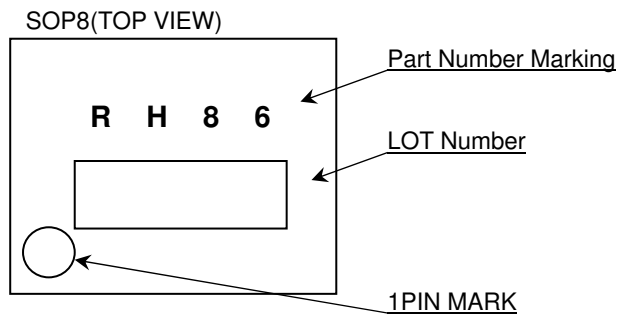 SOP8(TOP VIEW)
Part Number Marking
R H 8 6
LOT Number
1PIN MARK